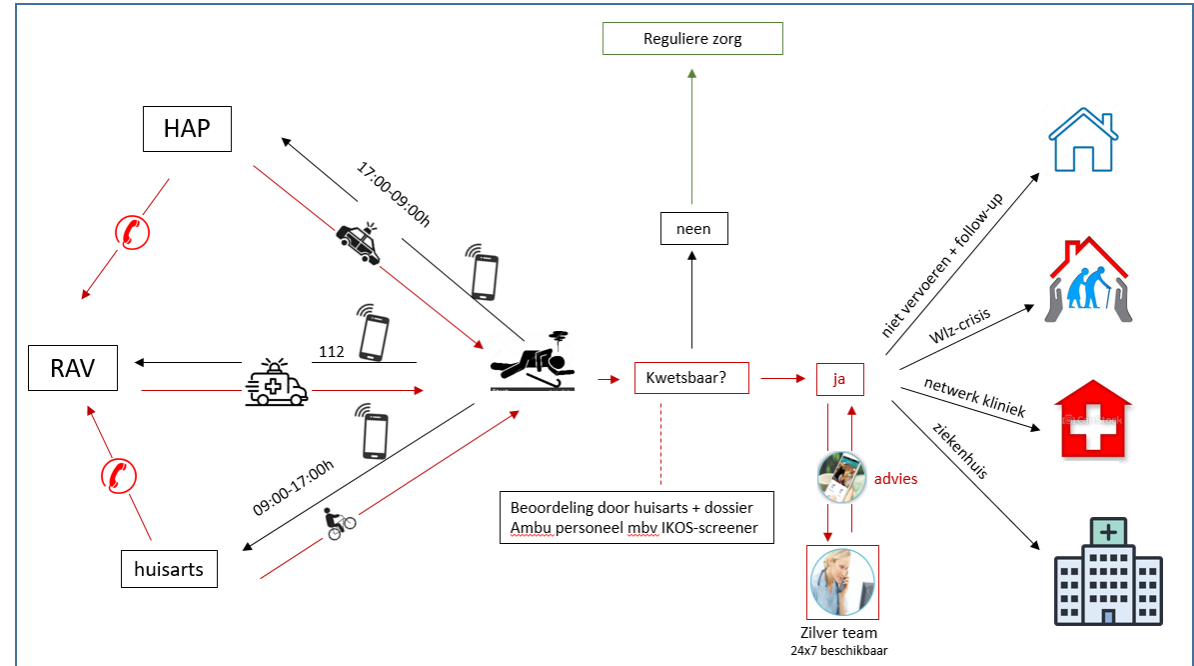 Reguliere zorg
HAP
17:00-09:00h
neen
niet vervoeren + follow-up
Wlz-crisis
RAV
112
Kwetsbaar?
ja
netwerk kliniek
ziekenhuis
advies
09:00-17:00h
Beoordeling door huisarts + dossier
Ambu personeel mbv IKOS-screener
huisarts
Zilver team
24x7 beschikbaar